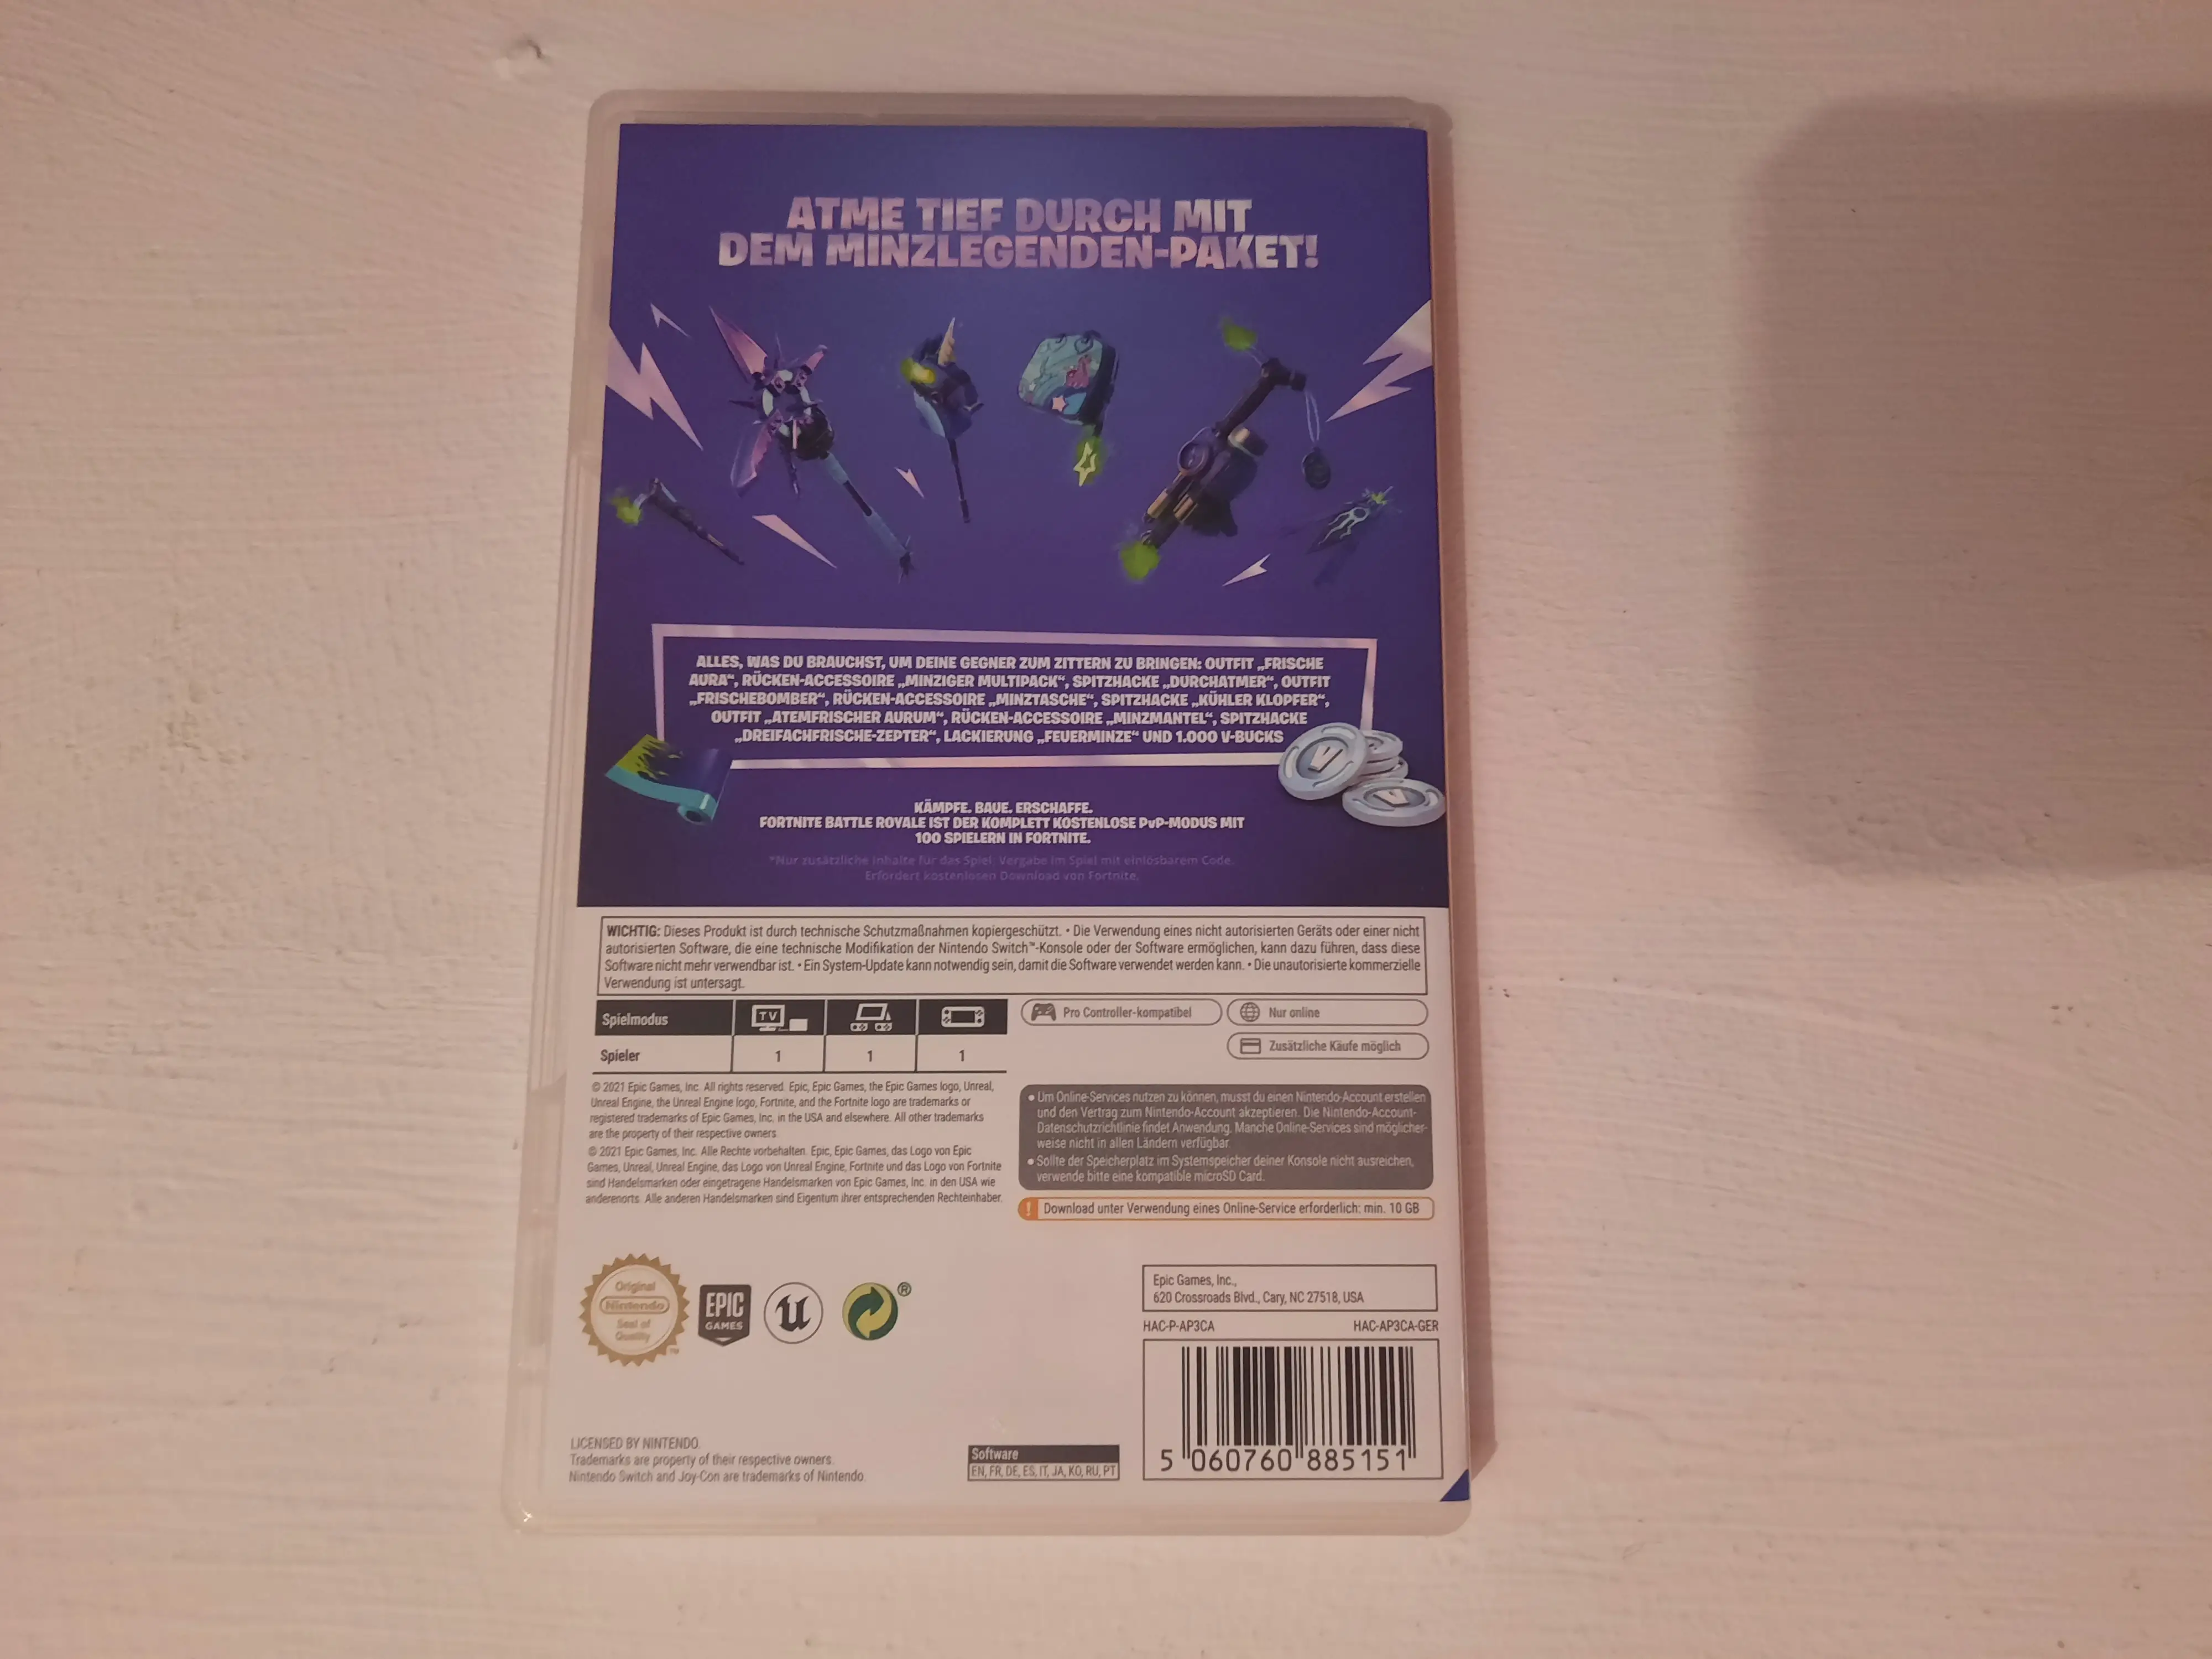 ATME TIEF DURCH MIT
DEM MINZLEGENDEN-PAKET!
ALLES, WAS DU BRAUCHST, UM DEINE GEGNER ZUM ZITTERN ZU BRINGEN: OUTFIT „FRISCHE
AURA“, RÜCKEN-ACCESSOIRE „MINZIGER MULTIPACK“, SPITZHACKE „DURCHATMER“, OUTFIT
„FRISCHEBOMBER“, RÜCKEN-ACCESSOIRE „MINZTASCHE“, SPITZHACKE „KÜHLER KLOPFER“,
OUTFIT „ATEMFRISCHER AURUM“, RÜCKEN-ACCESSOIRE „MINZMANTEL“, SPITZHACKE
„DREIFACHFRISCHE-ZEPTER“, LACKIERUNG „FEUERMINZE“ UND 1.000 V-BUCKS
KÄMPFE. BAUE. ERSCHAFFE.
FORTNITE BATTLE ROYALE IST DER KOMPLETT KOSTENLOSE PvP-MODUS MIT
100 SPIELERN IN FORTNITE.
*Nur zusätzliche Inhalte für das Spiel. Vergabe im Spiel mit einlösbarem Code.
Erfordert kostenlosen Download von Fortnite.
WICHTIG: Dieses Produkt ist durch technische Schutzmaßnahmen kopiergeschützt. • Die Verwendung eines nicht autorisierten Geräts oder einer nicht
autorisierten Software, die eine technische Modifikation der Nintendo Switch™-Konsole oder der Software ermöglichen, kann dazu führen, dass diese
Software nicht mehr verwendbar ist. • Ein System-Update kann notwendig sein, damit die Software verwendet werden kann. • Die unautorisierte kommerzielle
Verwendung ist untersagt.
Spielmodus TV
Spieler 1 1 1
Pro Controller-kompatibel
Nur online
Zusätzliche Käufe möglich
© 2021 Epic Games, Inc. All rights reserved. Epic, Epic Games, the Epic Games logo, Unreal,
Unreal Engine, the Unreal Engine logo, Fortnite, and the Fortnite logo are trademarks or
registered trademarks of Epic Games, Inc. in the USA and elsewhere. All other trademarks
are the property of their respective owners.
© 2021 Epic Games, Inc. Alle Rechte vorbehalten. Epic, Epic Games, das Logo von Epic
Games, Unreal, Unreal Engine, das Logo von Unreal Engine, Fortnite und das Logo von Fortnite
sind Handelsmarken oder eingetragene Handelsmarken von Epic Games, Inc. in den USA wie
anderenorts. Alle anderen Handelsmarken sind Eigentum ihrer entsprechenden Rechteinhaber.
• Um Online-Services nutzen zu können, musst du einen Nintendo-Account erstellen
und den Vertrag zum Nintendo-Account akzeptieren. Die Nintendo-Account-
Datenschutzrichtlinie findet Anwendung. Manche Online-Services sind möglicher-
weise nicht in allen Ländern verfügbar.
• Sollte der Speicherplatz im Systemspeicher deiner Konsole nicht ausreichen,
verwende bitte eine kompatible microSD Card.
! Download unter Verwendung eines Online-Service erforderlich: min. 10 GB
Original
Nintendo
Seal of
Quality
™
EPIC
GAMES
®
Epic Games, Inc.,
620 Crossroads Blvd., Cary, NC 27518, USA
HAC-P-AP3CA HAC-AP3CA-GER
5 060760 885151
LICENSED BY NINTENDO.
Trademarks are property of their respective owners.
Nintendo Switch and Joy-Con are trademarks of Nintendo.
Software
EN, FR, DE, ES, IT, JA, KO, RU, PT